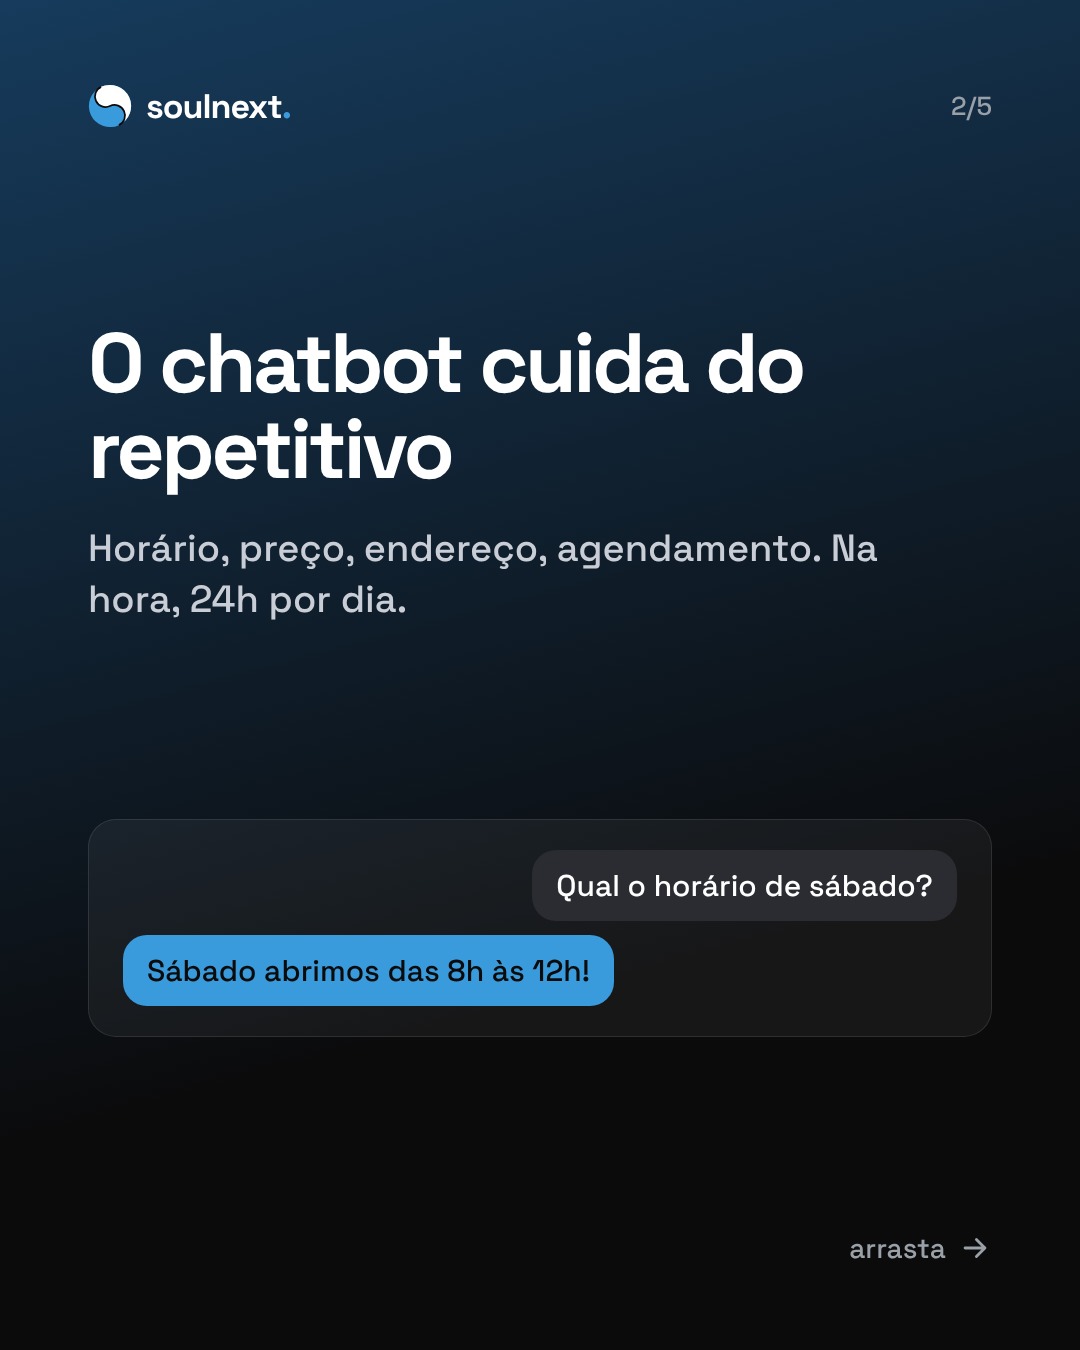 soulnext.
2/5
O chatbot cuida do
repetitivo
Horário, preço, endereço, agendamento. Na
hora, 24h por dia.
Qual o horário de sábado?
Sábado abrimos das 8h às 12h!
arrasta →